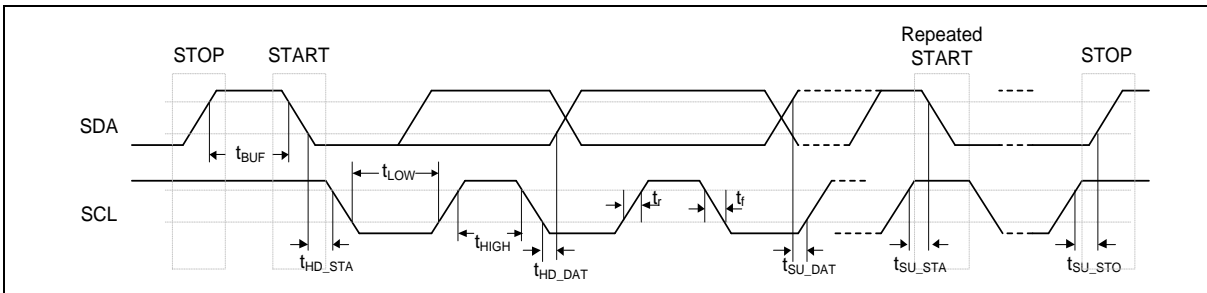 Repeated
STOP START START STOP
SDA
tBUF
tLOW
SCL
tr tf
tHIGH
tHD_STA tHD_DAT tSU_DAT tSU_STA tSU_STO